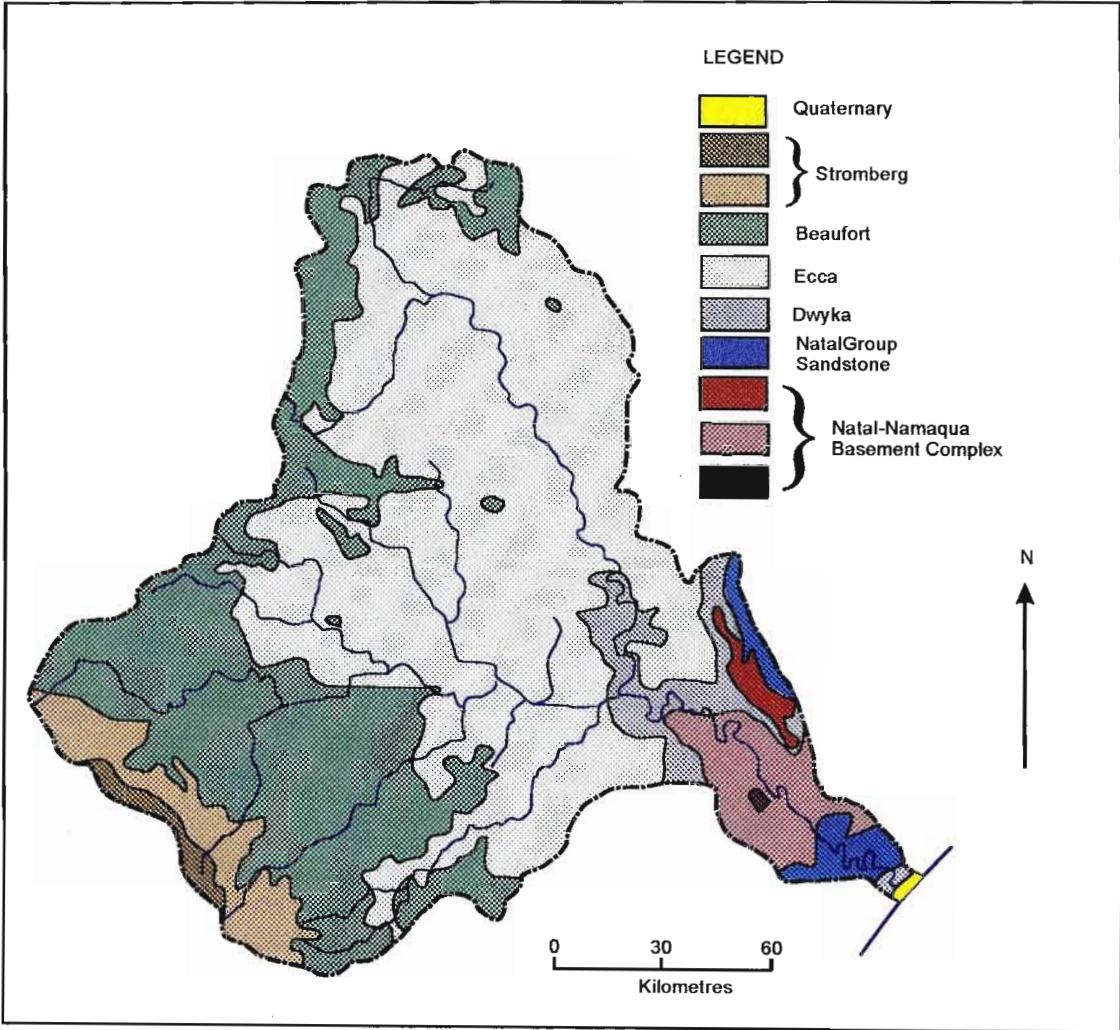 LEGEND
Quaternary
Stromberg
Beaufort
Ecca
Dwyka
NatalGroup
Sandstone
Natal-Namaqua
Basement Complex
N
0 30 60
Kilometres